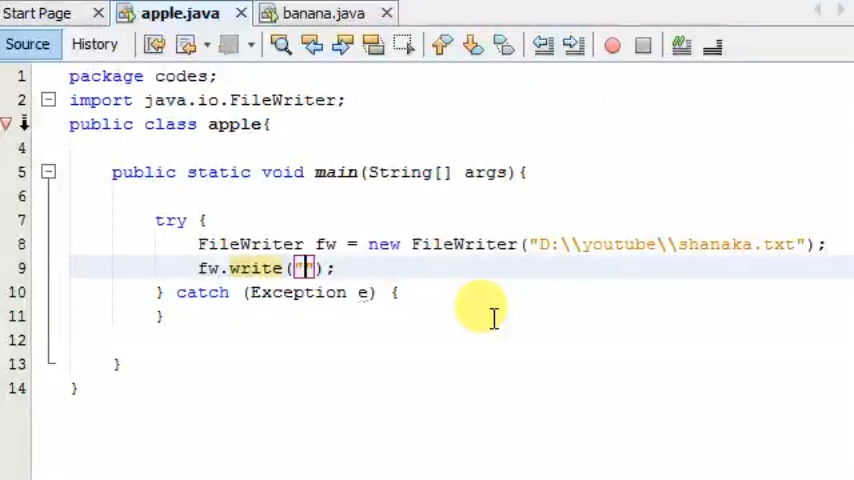 Start Page apple.java banana.java
Source History
1 package codes;
2 import java.io.FileWriter;
public class apple{
4
5 public static void main(String[] args){
6
7 try {
8 FileWriter fw = new FileWriter("D:\\youtube\\shanaka.txt");
9 fw.write("");
10 } catch (Exception e) {
11 }
12
13 }
14 }